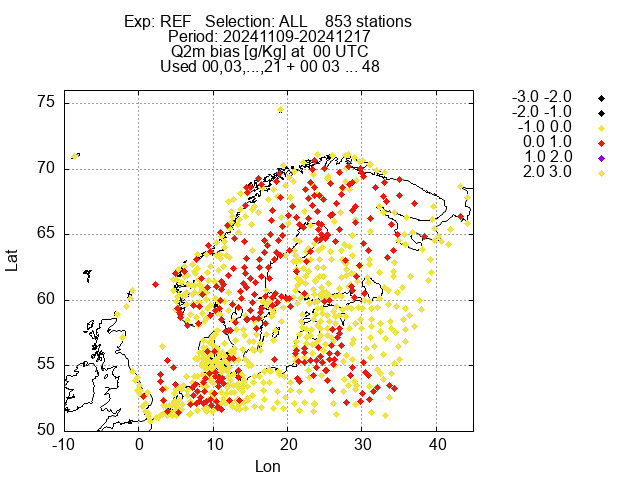 Exp: REF   Selection: ALL    853 stations
Period: 20241109-20241217
Q2m bias [g/Kg] at  00 UTC
Used 00,03,...,21 + 00 03 ... 48
-3.0 -2.0
-2.0 -1.0
-1.0 0.0
0.0 1.0
1.0 2.0
2.0 3.0
75
70
65
60
55
50
Lat
-10 0 10 20 30 40
Lon